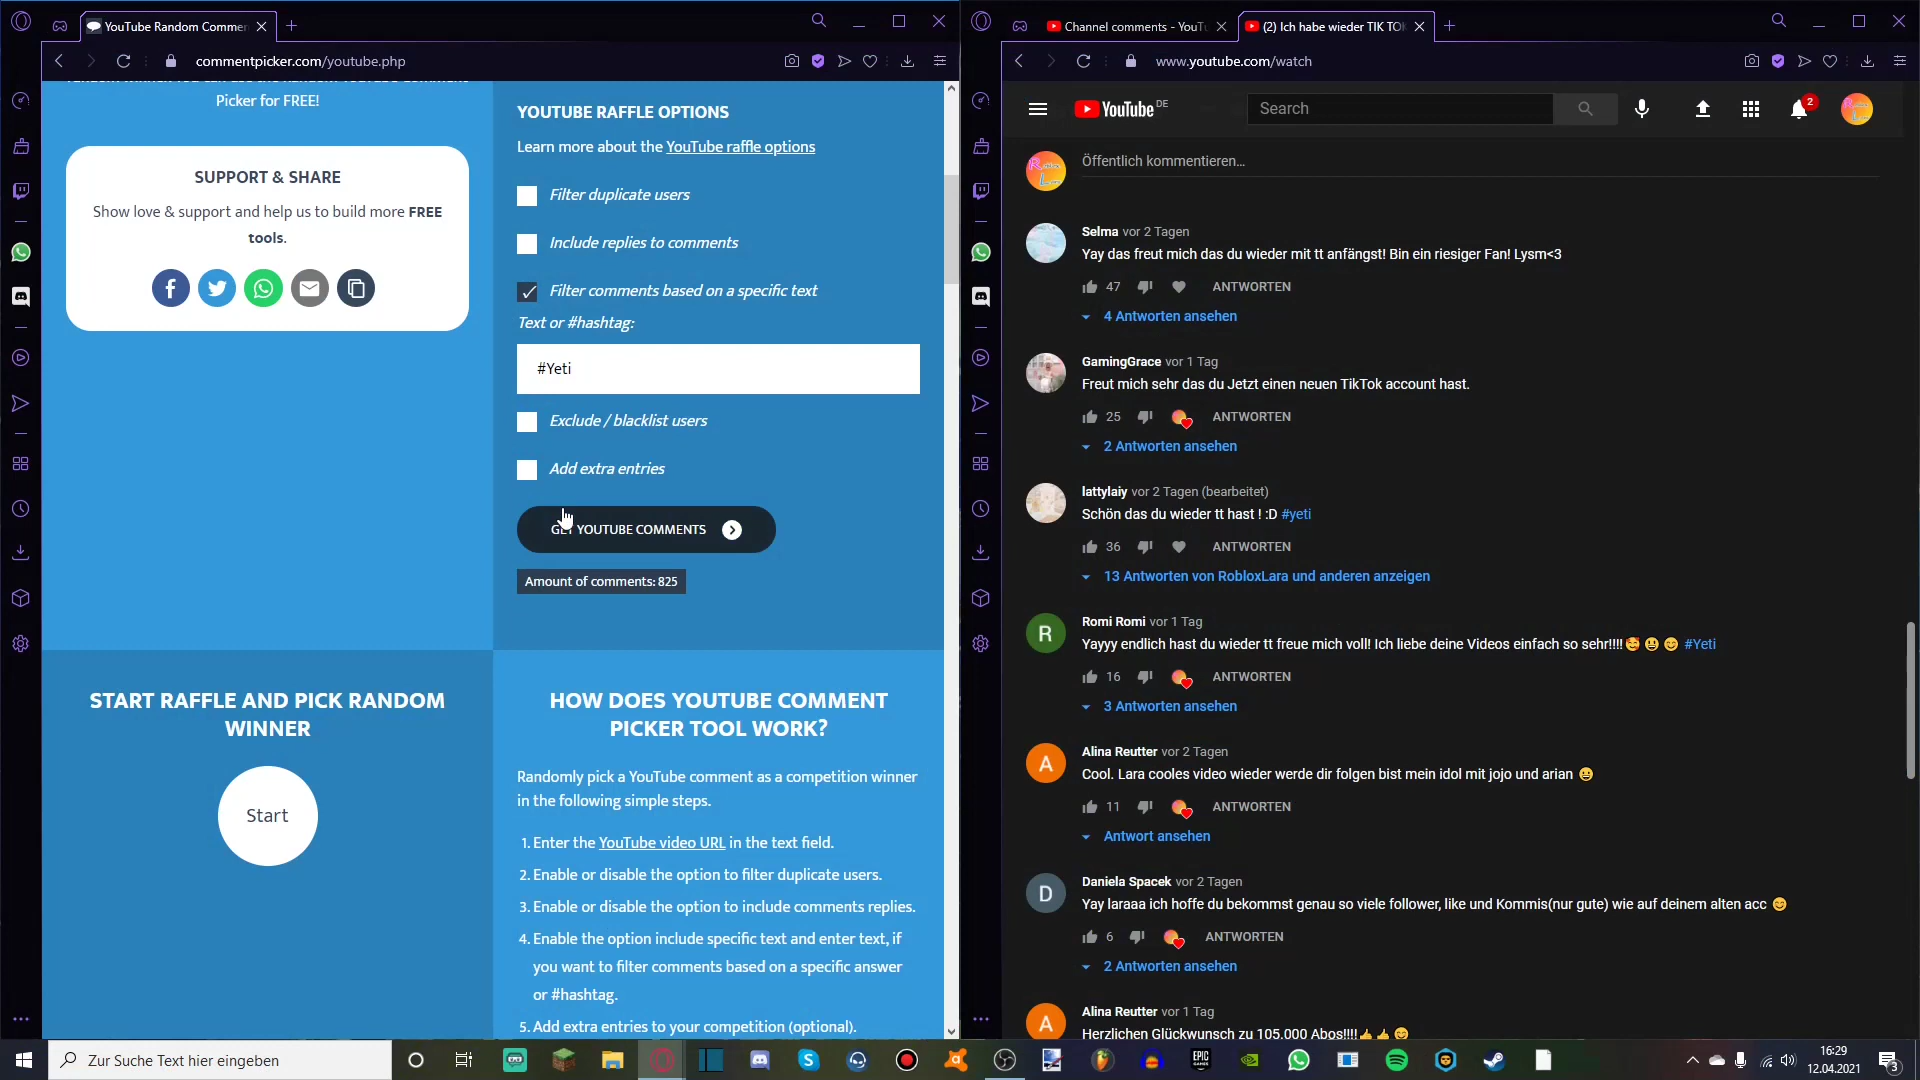 YouTube Random Commen
commentpicker.com/youtube.php
Picker for FREE!
SUPPORT & SHARE
Show love & support and help us to build more FREE
tools.
YOUTUBE RAFFLE OPTIONS
Learn more about the YouTube raffle options
Filter duplicate users
Include replies to comments
Filter comments based on a specific text
Text or #hashtag:
#Yeti
Exclude / blacklist users
Add extra entries
GET YOUTUBE COMMENTS
Amount of comments: 825
START RAFFLE AND PICK RANDOM
WINNER
Start
HOW DOES YOUTUBE COMMENT
PICKER TOOL WORK?
Randomly pick a YouTube comment as a competition winner
in the following simple steps.
1. Enter the YouTube video URL in the text field.
2. Enable or disable the option to filter duplicate users.
3. Enable or disable the option to include comments replies.
4. Enable the option include specific text and enter text, if
you want to filter comments based on a specific answer
or #hashtag.
5. Add extra entries to your competition (optional).
Channel comments - YouT
(2) Ich habe wieder TIK TOK
www.youtube.com/watch
YouTube DE
Search
2
Öffentlich kommentieren...
Selma vor 2 Tagen
Yay das freut mich das du wieder mit tt anfängst! Bin ein riesiger Fan! Lysm<3
47 ANTWORTEN
4 Antworten ansehen
GamingGrace vor 1 Tag
Freut mich sehr das du Jetzt einen neuen TikTok account hast.
25 ANTWORTEN
2 Antworten ansehen
lattylaiy vor 2 Tagen (bearbeitet)
Schön das du wieder tt hast ! :D #yeti
36 ANTWORTEN
13 Antworten von RobloxLara und anderen anzeigen
R
Romi Romi vor 1 Tag
Yayyy endlich hast du wieder tt freue mich voll! Ich liebe deine Videos einfach so sehr!!!!🥰😃😊 #Yeti
16 ANTWORTEN
3 Antworten ansehen
A
Alina Reutter vor 2 Tagen
Cool. Lara cooles video wieder werde dir folgen bist mein idol mit jojo und arian 😃
11 ANTWORTEN
Antwort ansehen
D
Daniela Spacek vor 2 Tagen
Yay laraaa ich hoffe du bekommst genau so viele follower, like und Kommis(nur gute) wie auf deinem alten acc 😊
6 ANTWORTEN
2 Antworten ansehen
A
Alina Reutter vor 1 Tag
Herzlichen Glückwunsch zu 105.000 Abos!!!!👍👍😊
Zur Suche Text hier eingeben
EPIC GAMES
16:29
12.04.2021
3